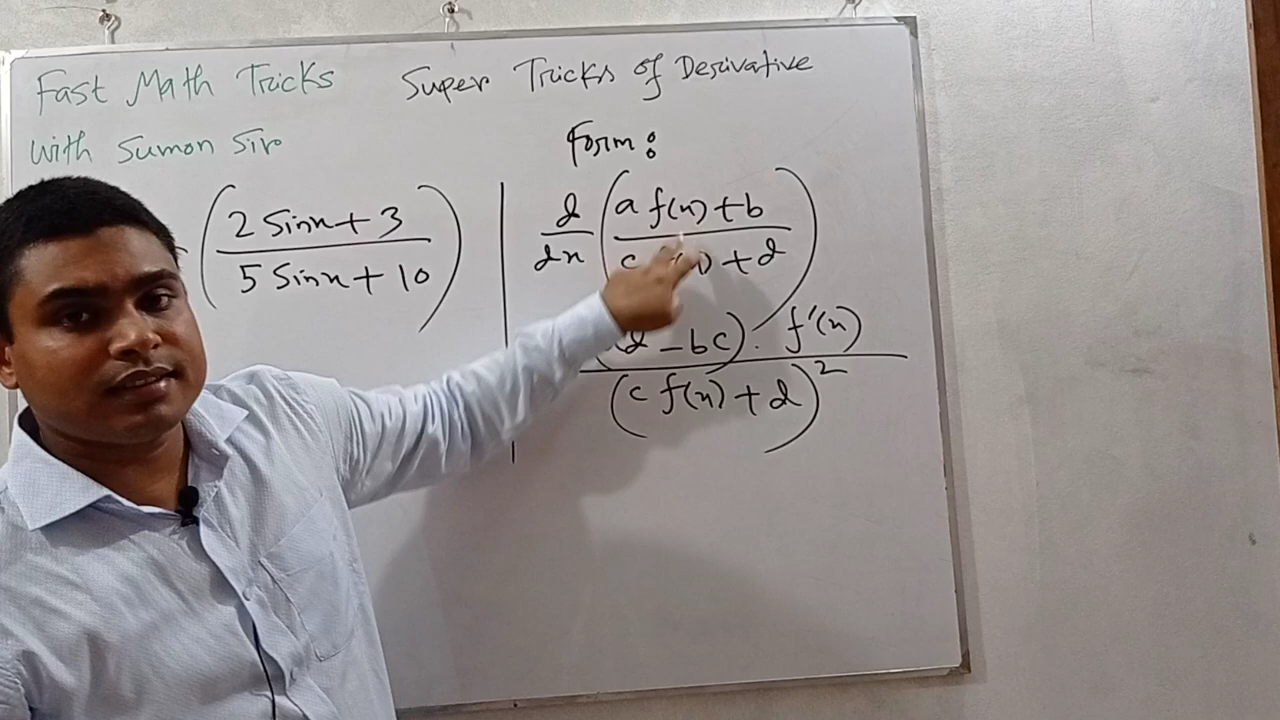 Fast Math Tricks Super Tricks of Derivative
with Sumon Sir
Form:
(2 Sinx + 3
5 Sinx + 10)
d
dx (a f(x) + b
c (x) + d)
d - bc) . f'(x)
(c f(x) + d)²